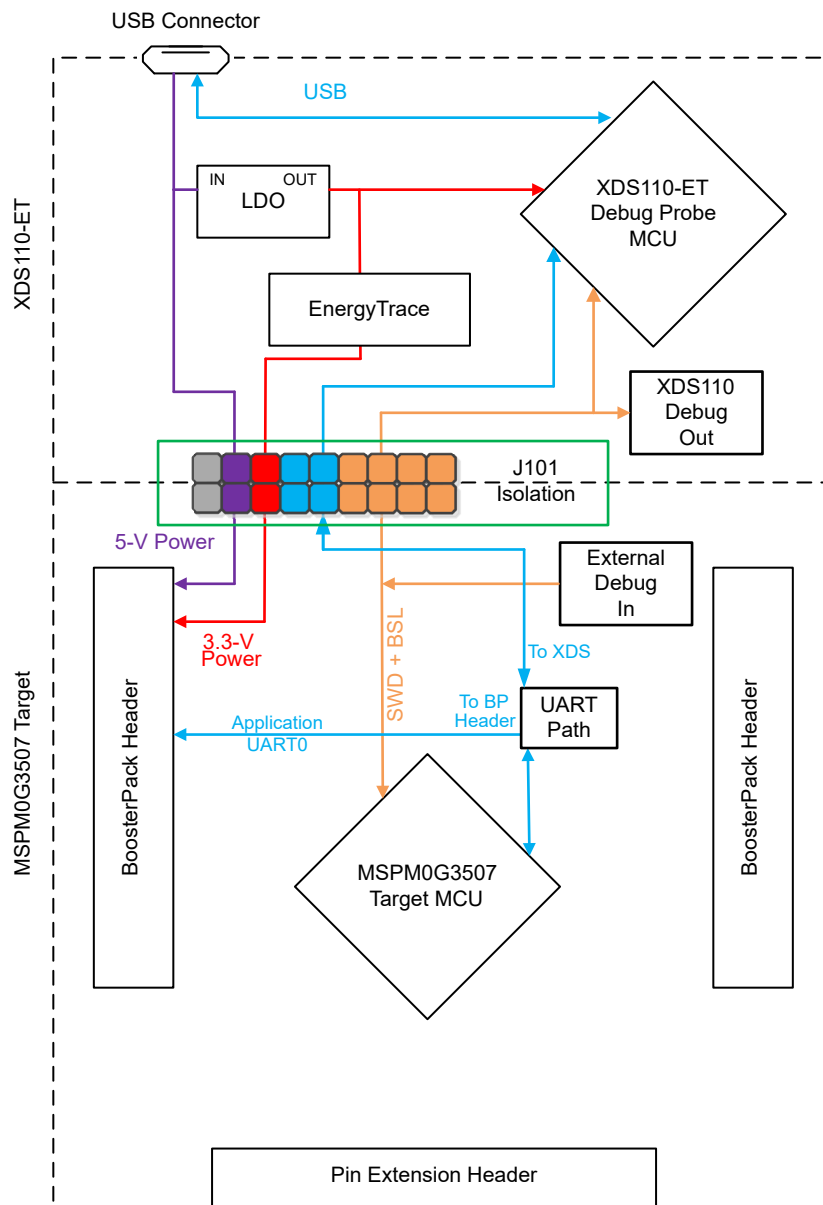 USB Connector
USB
XDS110-ET
IN
OUT
LDO
XDS110-ET
Debug Probe
MCU
EnergyTrace
XDS110
Debug
Out
J101
Isolation
5-V Power
External
Debug
In
3.3-V
Power
SWD + BSL
To XDS
MSPM0G3507 Target
BoosterPack Header
Application
UART0
To BP
Header
UART
Path
BoosterPack Header
MSPM0G3507
Target MCU
Pin Extension Header